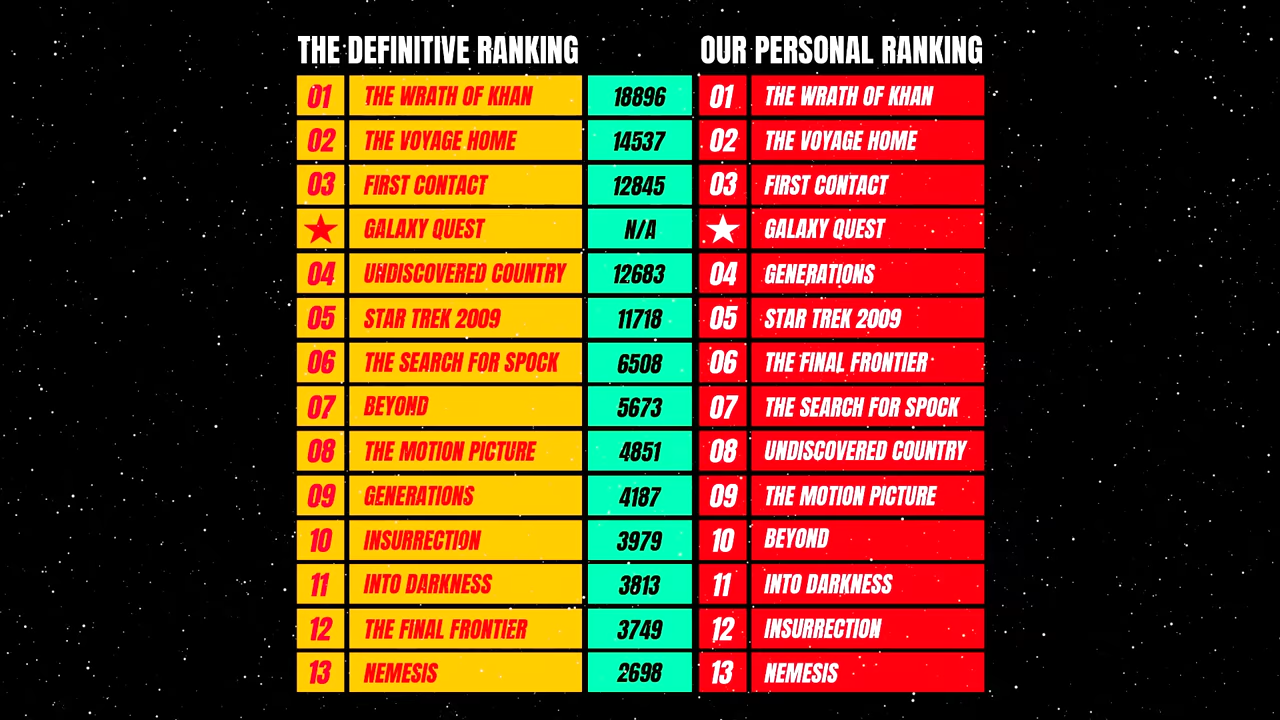 THE DEFINITIVE RANKING OUR PERSONAL RANKING
01 THE WRATH OF KHAN 18896 01 THE WRATH OF KHAN
02 THE VOYAGE HOME 14537 02 THE VOYAGE HOME
03 FIRST CONTACT 12845 03 FIRST CONTACT
★ GALAXY QUEST N/A ★ GALAXY QUEST
04 UNDISCOVERED COUNTRY 12683 04 GENERATIONS
05 STAR TREK 2009 11718 05 STAR TREK 2009
06 THE SEARCH FOR SPOCK 6508 06 THE FINAL FRONTIER
07 BEYOND 5673 07 THE SEARCH FOR SPOCK
08 THE MOTION PICTURE 4851 08 UNDISCOVERED COUNTRY
09 GENERATIONS 4187 09 THE MOTION PICTURE
10 INSURRECTION 3979 10 BEYOND
11 INTO DARKNESS 3813 11 INTO DARKNESS
12 THE FINAL FRONTIER 3749 12 INSURRECTION
13 NEMESIS 2698 13 NEMESIS